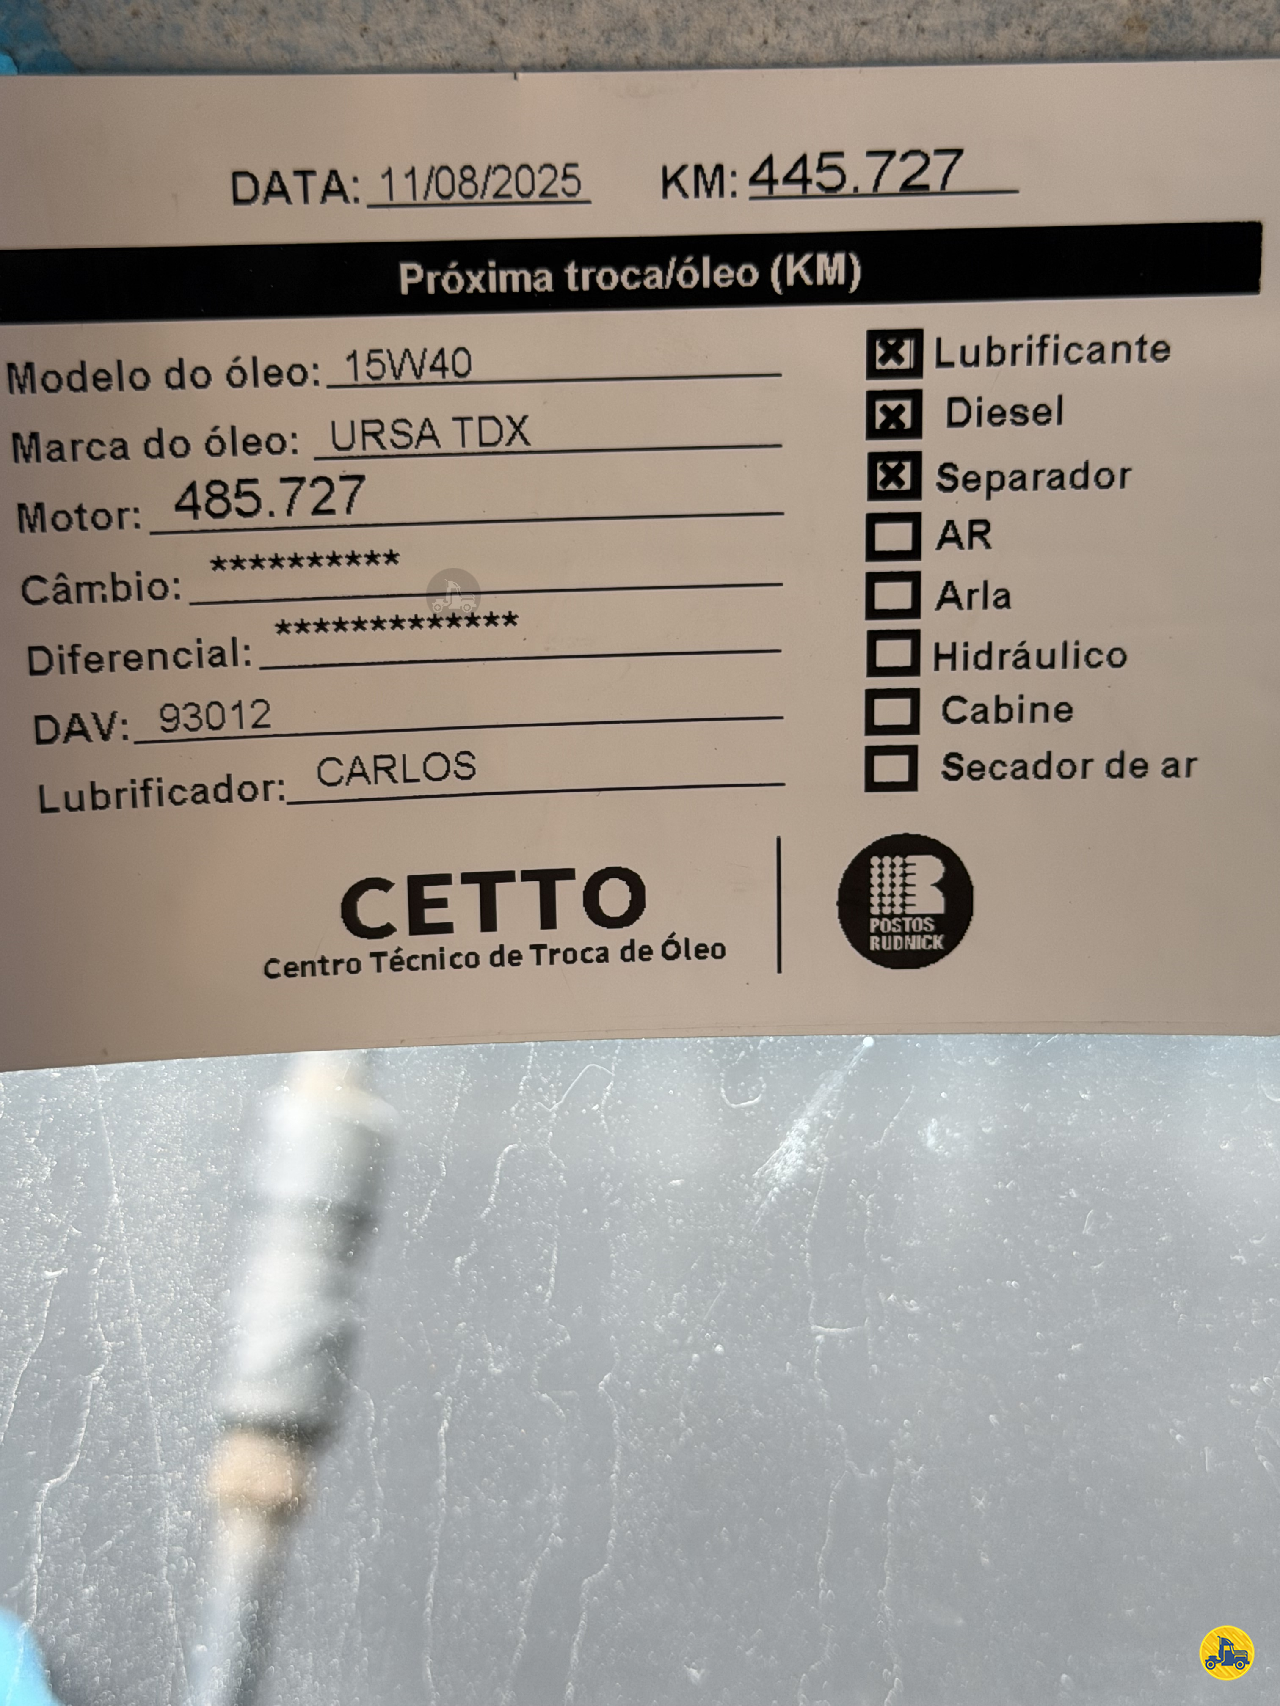 DATA: 11/08/2025 KM: 445.727
Próxima troca/óleo (KM)
Modelo do óleo: 15W40
Marca do óleo: URSA TDX
Motor: 485.727
Câmbio: **********
Diferencial: *************
DAV: 93012
Lubrificador: CARLOS
Lubrificante
Diesel
Separador
AR
Arla
Hidráulico
Cabine
Secador de ar
CETTO
Centro Técnico de Troca de Óleo
POSTOS
RUDNICK